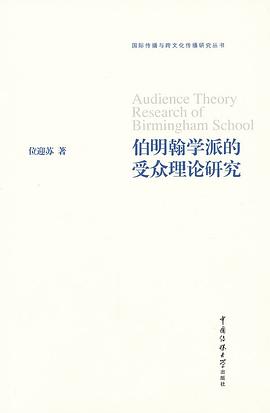 国际传播与跨文化传播研究丛书
Audience Theory
Research of
Birmingham School
位迎苏 著
伯明翰学派的
受众理论研究
中国传媒大学出版社